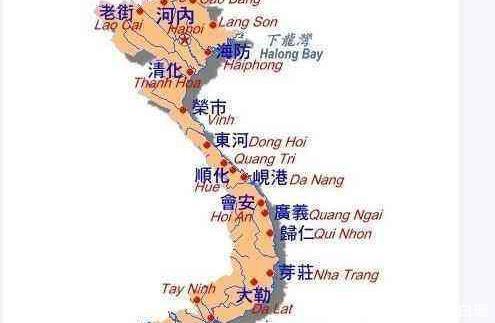 老街
Lao Cai
河內
Hanoi
Cao Bang
Lang Son
下龍灣
Halong Bay
海防
Haiphong
清化
Thanh Hoa
榮市
Vinh
東河
Dong Hoi
Quang Tri
順化
Hue
峴港
Da Nang
會安
Hoi An
廣義
Quang Ngai
歸仁
Qui Nhon
芽莊
Nha Trang
大勒
Da Lat
Tay Ninh